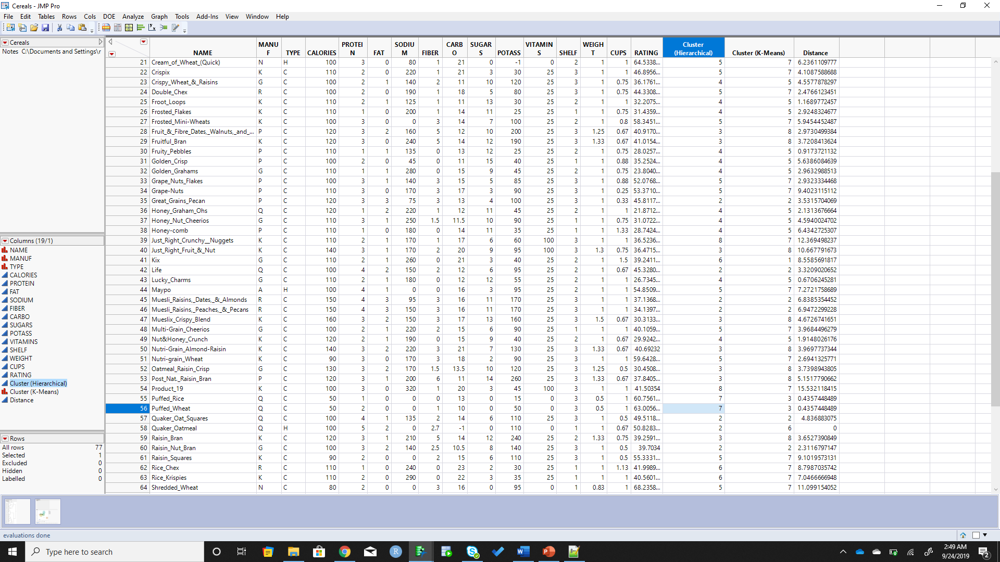 Cereals - JMP Pro
File Edit Tables Rows Cols DOE Analyze Graph Tools Add-Ins View Window Help
Cereals
Notes C:\Documents and Settings\r
NAME MANUF TYPE CALORIES PROTEIN FAT SODIUM FIBER CARBO SUGARS POTASS VITAMINS SHELF WEIGHT CUPS RATING Cluster (Hierarchical) Cluster (K-Means) Distance
21 Cream_of_Wheat_(Quick) N H 100 3 0 80 1 21 0 -1 0 2 1 1 64.5338... 5 7 6.2361109777
22 Crispix K C 110 2 0 220 1 21 3 30 25 3 1 1 46.8956... 5 7 4.1087588688
23 Crispy_Wheat_&_Raisins G C 100 2 1 140 2 11 10 120 25 3 1 0.75 36.1761... 4 5 4.5577878297
24 Double_Chex R C 100 2 0 190 1 18 5 80 25 3 1 0.75 44.3308... 5 7 2.4766123451
25 Froot_Loops K C 110 2 1 125 1 11 13 30 25 2 1 1 32.2075... 4 5 1.1689772457
26 Frosted_Flakes K C 110 1 0 200 1 14 11 25 25 1 1 0.75 31.4359... 4 5 2.9248324677
27 Frosted_Mini-Wheats K C 100 3 0 0 3 14 7 100 25 2 1 0.8 58.3451... 5 7 5.9454452487
28 Fruit_&_Fibre_Dates,_Walnuts,_and_... P C 120 3 2 160 5 12 10 200 25 3 1.25 0.67 40.9170... 3 8 2.9730499384
29 Fruitful_Bran K C 120 3 0 240 5 14 12 190 25 3 1.33 0.67 41.0154... 3 8 3.7208413624
30 Fruity_Pebbles P C 110 1 1 135 0 13 12 25 25 2 1 0.75 28.0257... 4 5 0.9173721132
31 Golden_Crisp P C 100 2 0 45 0 11 15 40 25 1 1 0.88 35.2524... 4 5 5.6386084639
32 Golden_Grahams G C 110 1 1 280 0 15 9 45 25 2 1 0.75 23.8040... 4 5 2.9632988513
33 Grape_Nuts_Flakes P C 100 3 1 140 3 15 5 85 25 3 1 0.88 52.0768... 5 7 2.9323334468
34 Grape-Nuts P C 110 3 0 170 3 17 3 90 25 3 1 0.25 53.3710... 5 7 9.4023115112
35 Great_Grains_Pecan P C 120 3 3 75 3 13 4 100 25 3 1 0.33 45.8117... 2 2 3.5315704069
36 Honey_Graham_Ohs Q C 120 1 2 220 1 12 11 45 25 2 1 1 21.8712... 4 5 2.1313676664
37 Honey_Nut_Cheerios G C 110 3 1 250 1.5 11.5 10 90 25 1 1 0.75 31.0722... 4 5 4.5940024702
38 Honey-comb P C 110 1 0 180 0 14 11 35 25 1 1 1.33 28.7424... 4 5 6.4342725307
39 Just_Right_Crunchy__Nuggets K C 110 2 1 170 1 17 6 60 100 3 1 1 36.5236... 8 7 12.369498237
40 Just_Right_Fruit_&_Nut K C 140 3 1 170 2 20 9 95 100 3 1.3 0.75 36.4715... 3 8 10.667791673
41 Kix G C 110 2 1 260 0 21 3 40 25 2 1 1.5 39.2411... 6 1 8.5585691817
42 Life Q C 100 4 2 150 2 12 6 95 25 2 1 0.67 45.3280... 2 2 3.3209020652
43 Lucky_Charms G C 110 2 1 180 0 12 12 55 25 2 1 1 26.7345... 4 5 0.6706245281
44 Maypo A H 100 4 1 0 0 16 3 95 25 2 1 1 54.8509... 5 7 7.2721758689
45 Muesli_Raisins,_Dates,_&_Almonds R C 150 4 3 95 3 16 11 170 25 3 1 1 37.1368... 2 2 6.8385354452
46 Muesli_Raisins,_Peaches,_&_Pecans R C 150 4 3 150 3 16 11 170 25 3 1 1 34.1397... 2 2 6.9472299228
47 Mueslix_Crispy_Blend K C 160 3 2 150 3 17 13 160 25 3 1.5 0.67 30.3133... 3 8 4.6726741651
48 Multi-Grain_Cheerios G C 100 2 1 220 2 15 6 90 25 1 1 1 40.1059... 5 7 3.9684496279
49 Nut&Honey_Crunch K C 120 2 1 190 0 15 9 40 25 2 1 0.67 29.9242... 4 5 1.9148026176
50 Nutri-Grain_Almond-Raisin K C 140 3 2 220 3 21 7 130 25 3 1.33 0.67 40.69232 3 8 3.9697737344
51 Nutri-grain_Wheat K C 90 3 0 170 3 18 2 90 25 3 1 1 59.6428... 5 7 2.6941325771
52 Oatmeal_Raisin_Crisp G C 130 3 2 170 1.5 13.5 10 120 25 3 1.25 0.5 30.4508... 3 8 3.7398943805
53 Post_Nat._Raisin_Bran P C 120 3 1 200 6 11 14 260 25 3 1.33 0.67 37.8405... 3 8 5.1517790662
54 Product_19 K C 100 3 0 320 1 20 3 45 100 3 1 1 41.50354 8 7 15.532118415
55 Puffed_Rice Q C 50 1 0 0 0 13 0 15 0 3 0.5 1 60.7561... 7 3 0.4357448489
56 Puffed_Wheat Q C 50 2 0 0 1 10 0 50 0 3 0.5 1 63.0056... 7 3 0.4357448489
57 Quaker_Oat_Squares Q C 100 4 1 135 2 14 6 110 25 3 1 0.5 49.5118... 2 2 4.836883075
58 Quaker_Oatmeal Q H 100 5 2 0 2.7 -1 0 110 0 1 1 0.67 50.8283... 2 6 0
59 Raisin_Bran K C 120 3 1 210 5 14 12 240 25 2 1.33 0.75 39.2591... 3 8 3.6527390849
60 Raisin_Nut_Bran G C 100 3 2 140 2.5 10.5 8 140 25 3 1 0.5 39.7034 2 2 2.3116797147
61 Raisin_Squares K C 90 2 0 0 2 15 6 110 25 3 1 0.5 55.3331... 5 7 9.1019573131
62 Rice_Chex R C 110 1 0 240 0 23 2 30 25 1 1 1.13 41.9989... 6 7 8.7987035742
63 Rice_Krispies K C 110 2 0 290 0 22 3 35 25 1 1 1 40.5601... 6 7 7.0466666948
64 Shredded_Wheat N C 80 2 0 0 3 16 0 95 0 1 0.83 1 68.2358... 5 7 11.099154052
Columns (19/1)
NAME
MANUF
TYPE
CALORIES
PROTEIN
FAT
SODIUM
FIBER
CARBO
SUGARS
POTASS
VITAMINS
SHELF
WEIGHT
CUPS
RATING
Cluster (Hierarchical)
Cluster (K-Means)
Distance
Rows
All rows 77
Selected 1
Excluded 0
Hidden 0
Labelled 0
evaluations done
Type here to search
2:49 AM
9/24/2019
2